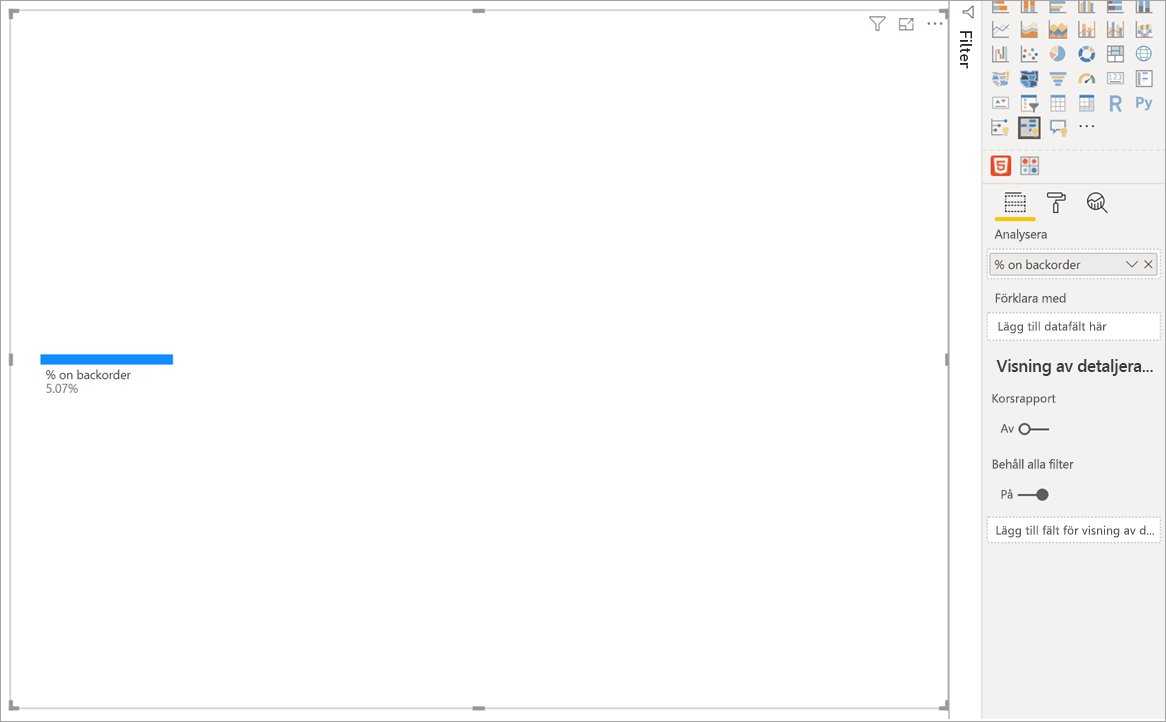 % on backorder
5.07%
Filter
123
R
Py
5
Analysera
% on backorder
Förklara med
Lägg till datafält här
Visning av detaljera...
Korsrapport
Av
Behåll alla filter
På
Lägg till fält för visning av d...